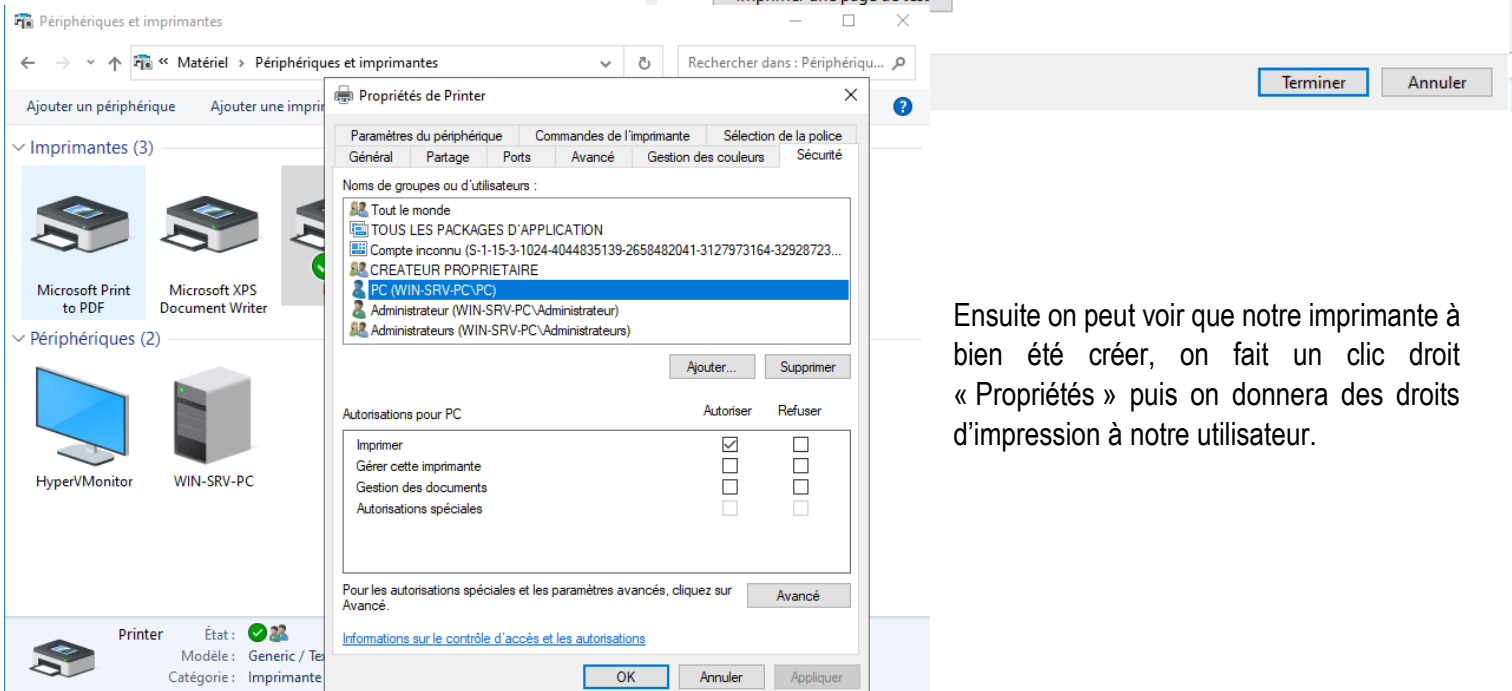 Périphériques et imprimantes
« Matériel › Périphériques et imprimantes
Rechercher dans : Périphériqu...
Ajouter un périphérique Ajouter une imprir
Imprimantes (3)
Microsoft Print
to PDF
Microsoft XPS
Document Writer
Périphériques (2)
HyperVMonitor
WIN-SRV-PC
Printer
État :
Modèle : Generic / Te
Catégorie : Imprimante
Propriétés de Printer
Paramètres du périphérique Commandes de l'imprimante Sélection de la police
Général Partage Ports Avancé Gestion des couleurs Sécurité
Noms de groupes ou d'utilisateurs :
Tout le monde
TOUS LES PACKAGES D'APPLICATION
Compte inconnu (S-1-15-3-1024-4044835139-2658482041-3127973164-32928723...
CREATEUR PROPRIETAIRE
PC (WIN-SRV-PC\PC)
Administrateur (WIN-SRV-PC\Administrateur)
Administrateurs (WIN-SRV-PC\Administrateurs)
Ajouter... Supprimer
Autorisations pour PC Autoriser Refuser
Imprimer
Gérer cette imprimante
Gestion des documents
Autorisations spéciales
Pour les autorisations spéciales et les paramètres avancés, cliquez sur
Avancé.
Avancé
Informations sur le contrôle d'accès et les autorisations
OK Annuler Appliquer
Terminer Annuler
Ensuite on peut voir que notre imprimante à
bien été créer, on fait un clic droit
« Propriétés » puis on donnera des droits
d'impression à notre utilisateur.